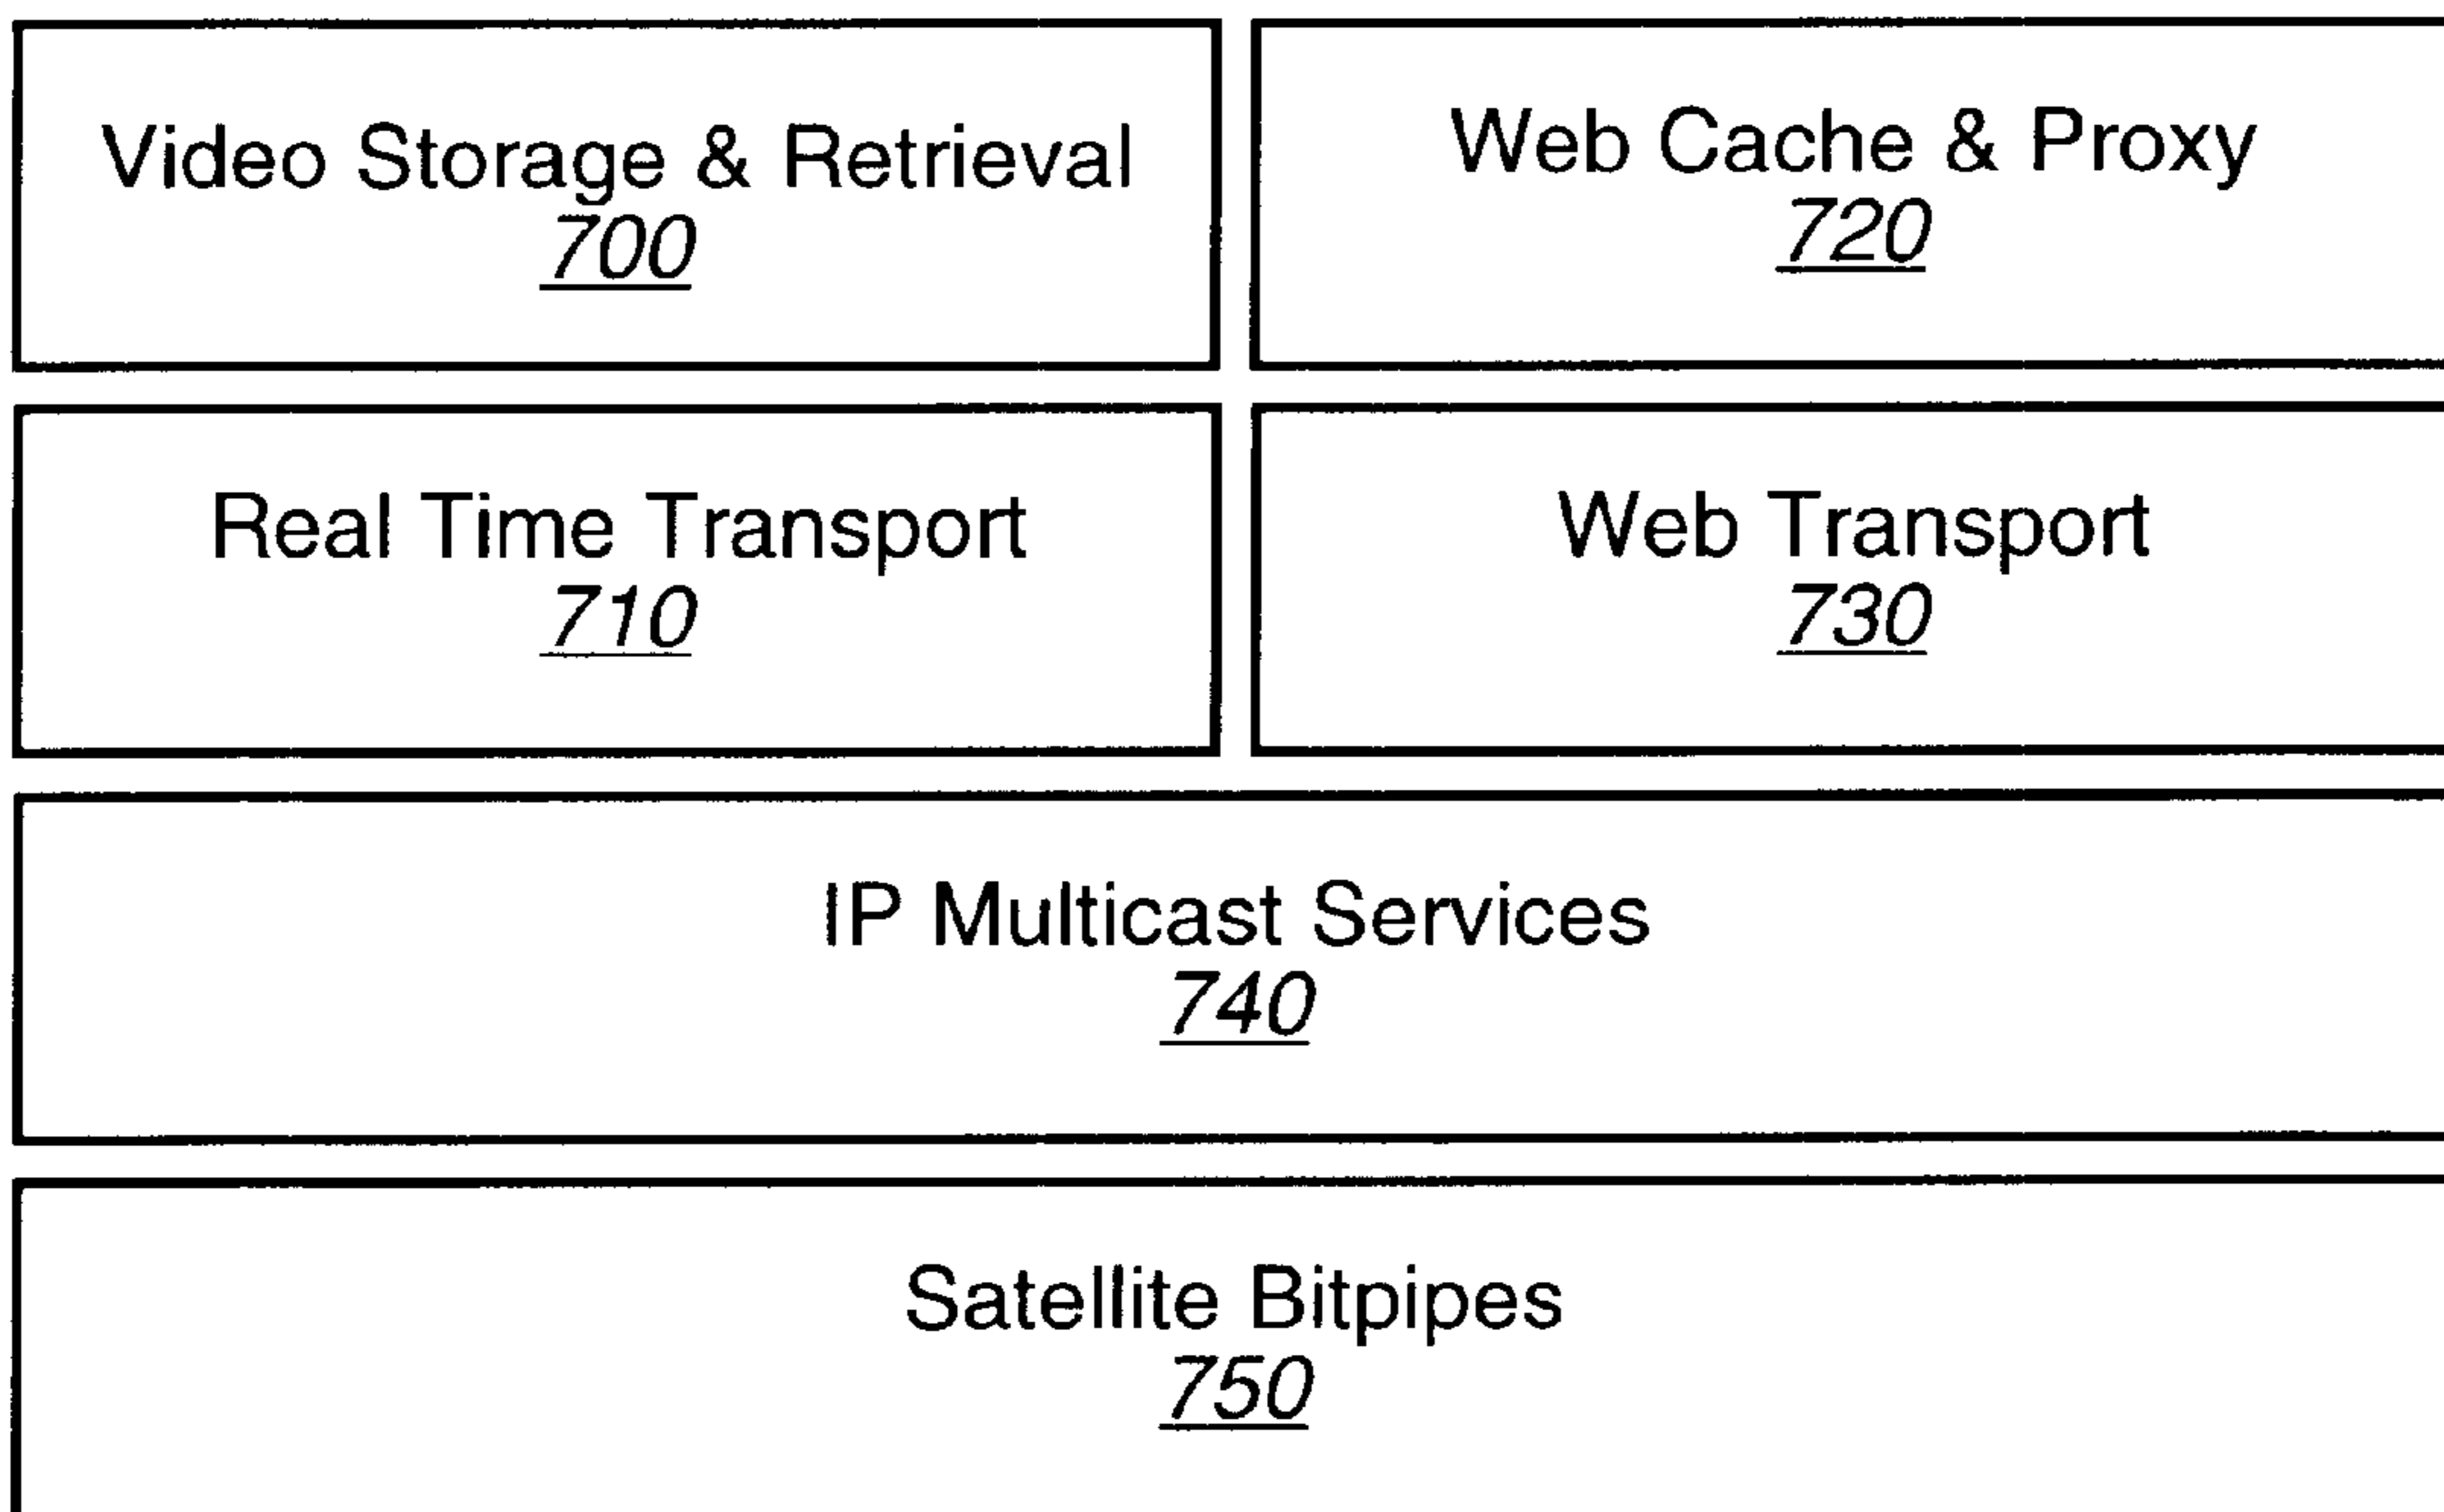 Video Storage & Retrieval
700
Web Cache & Proxy
720
Real Time Transport
710
Web Transport
730
IP Multicast Services
740
Satellite Bitpipes
750